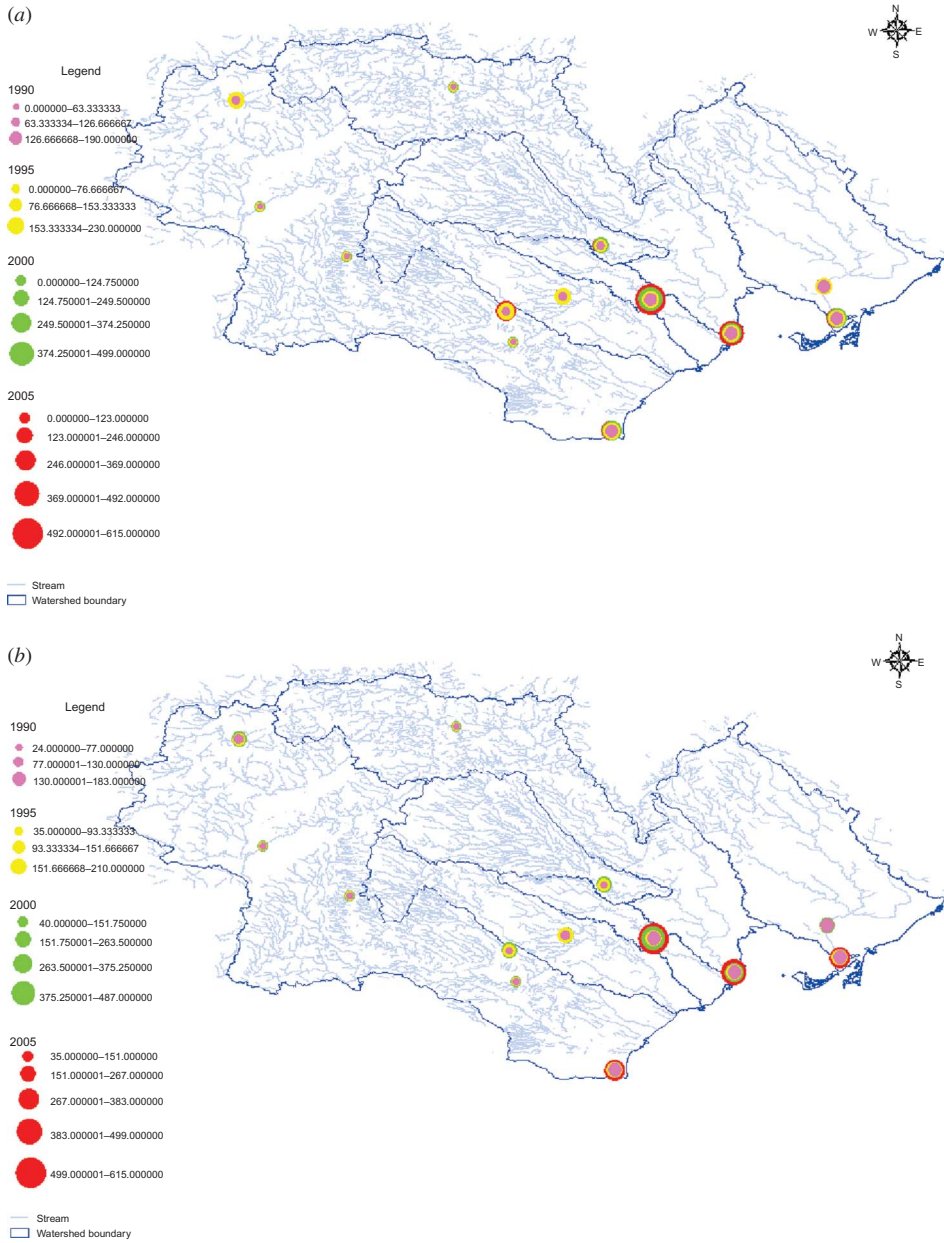 (a)
N
W E
S
Legend
1990
0.000000–63.333333
63.333334–126.666667
126.666668–190.000000
1995
0.000000–76.666667
76.666668–153.333333
153.333334–230.000000
2000
0.000000–124.750000
124.750001–249.500000
249.500001–374.250000
374.250001–499.000000
2005
0.000000–123.000000
123.000001–246.000000
246.000001–369.000000
369.000001–492.000000
492.000001–615.000000
Stream
Watershed boundary
(b)
N
W E
S
Legend
1990
24.000000–77.000000
77.000001–130.000000
130.000001–183.000000
1995
35.000000–93.333333
93.333334–151.666667
151.666668–210.000000
2000
40.000000–151.750000
151.750001–263.500000
263.500001–375.250000
375.250001–487.000000
2005
35.000000–151.000000
151.000001–267.000000
267.000001–383.000000
383.000001–499.000000
499.000001–615.000000
Stream
Watershed boundary